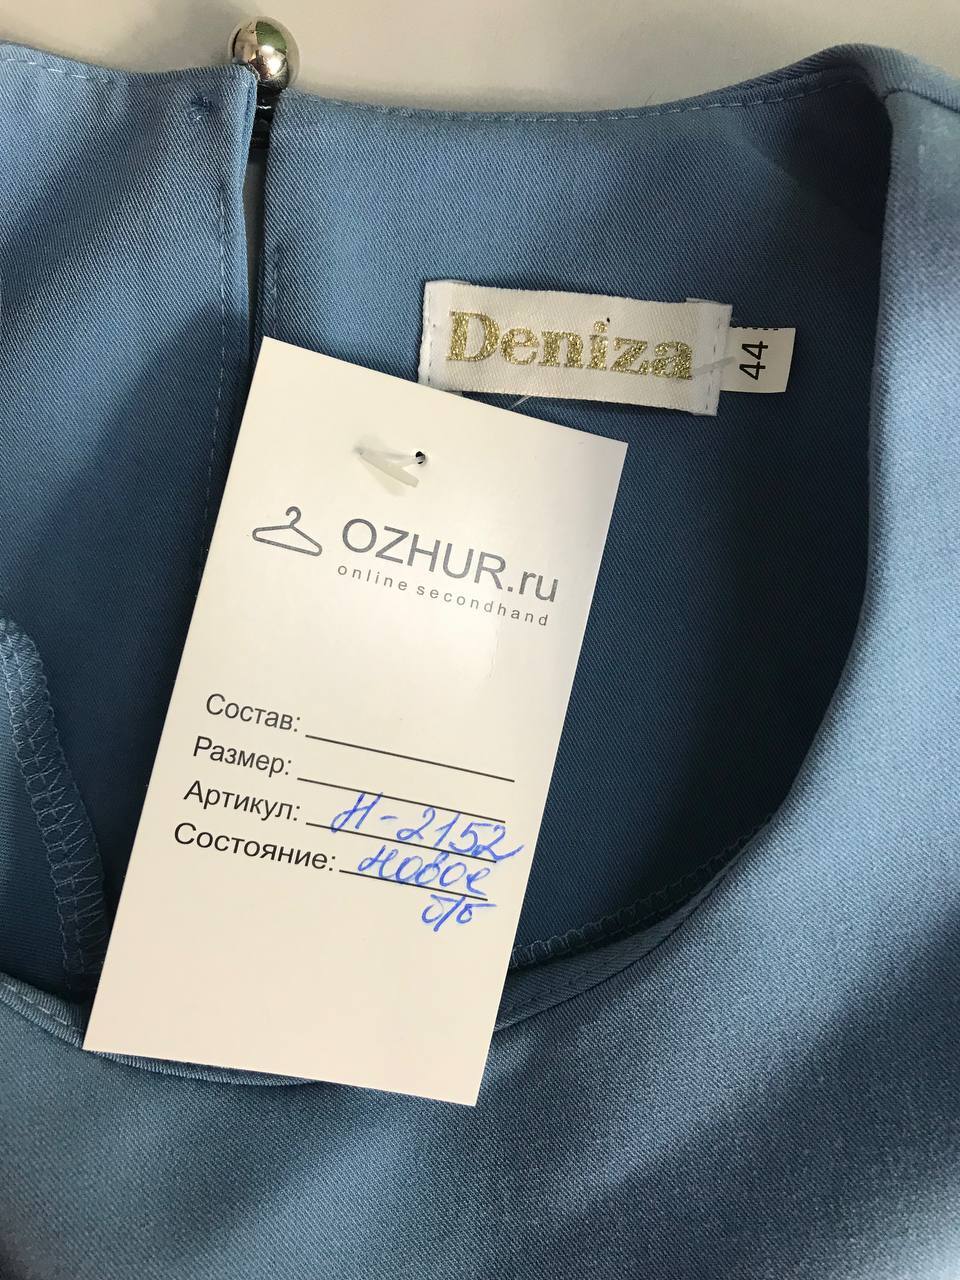 Deniza
44
OZHUR.ru
online secondhand
Состав:
Размер:
Артикул: Н-2152
Состояние: новое
б/б